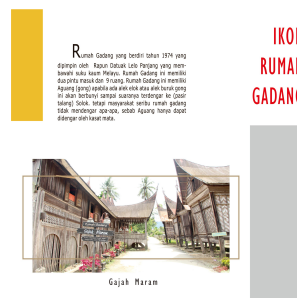 Rumah Gadang yang berdiri tahun 1974 yang
dipimpin oleh Rapun Datuak Lelo Panjang yang mem-
bawahi suku kaum Melayu. Rumah Gadang ini memiliki
dua pintu masuk dan 9 ruang. Rumah Gadang ini memiliki
Aguang (gong) apabila ada alek elok atau alek buruk gong
ini akan berbunyi sampai suaranya terdengar ke (pasir
talang) Solok, tetapi masyarakat seribu rumah gadang
tidak mendengar apa-apa, sebab Aguang hanya dapat
didengar oleh kasat mata.
IKO
RUMA
GADANG
Gajah Maram